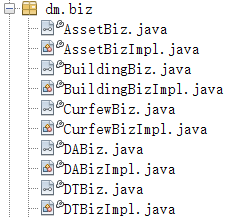 dm.biz
AssetBiz.java
AssetBizImpl.java
BuildingBiz.java
BuildingBizImpl.java
CurfewBiz.java
CurfewBizImpl.java
DABiz.java
DABizImpl.java
DTBiz.java
DTBizImpl.java